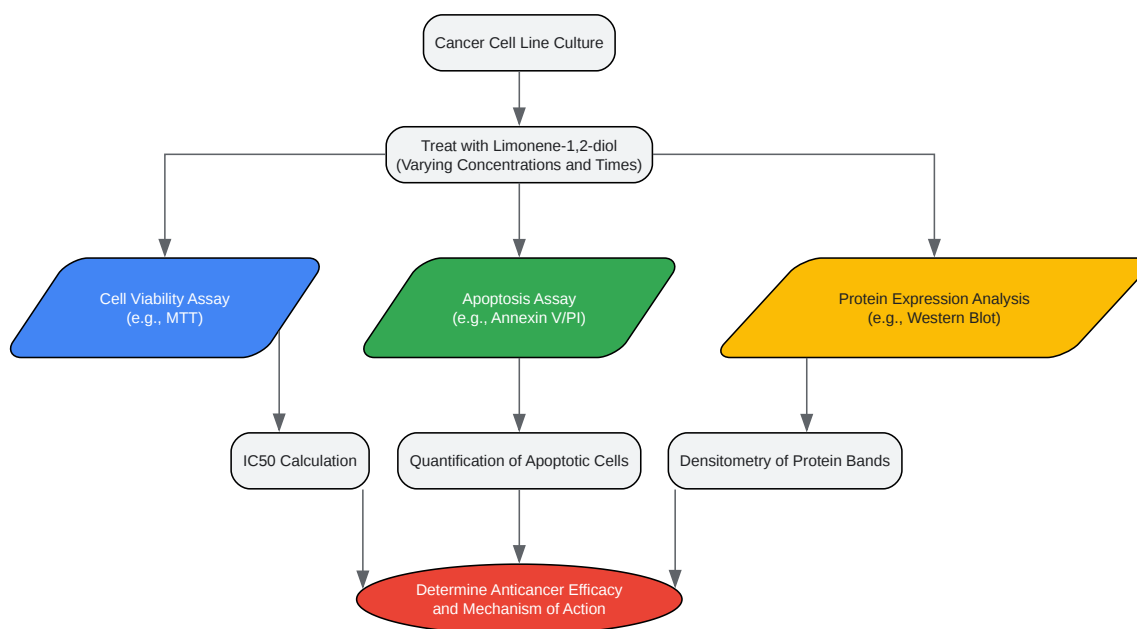 Cancer Cell Line Culture
Treat with Limonene-1,2-diol
(Varying Concentrations and Times)
Cell Viability Assay
(e.g., MTT)
Apoptosis Assay
(e.g., Annexin V/PI)
Protein Expression Analysis
(e.g., Western Blot)
IC50 Calculation
Quantification of Apoptotic Cells
Densitometry of Protein Bands
Determine Anticancer Efficacy
and Mechanism of Action